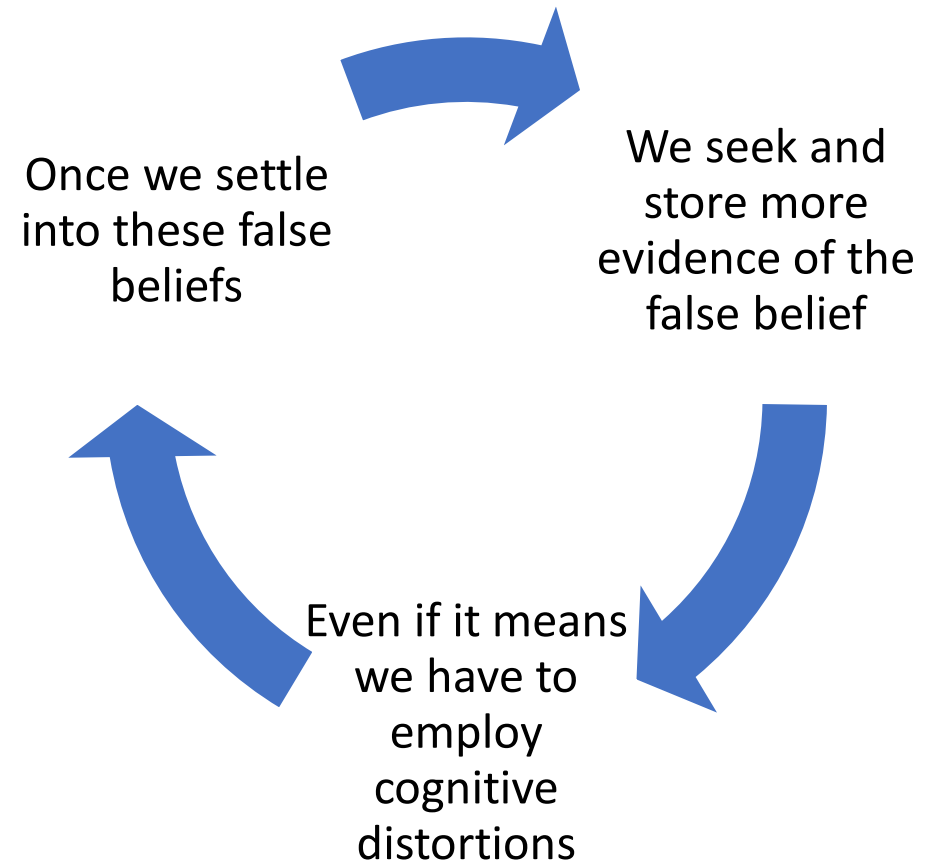 Once we settle
into these false
beliefs
We seek and
store more
evidence of the
false belief
Even if it means
we have to
employ
cognitive
distortions